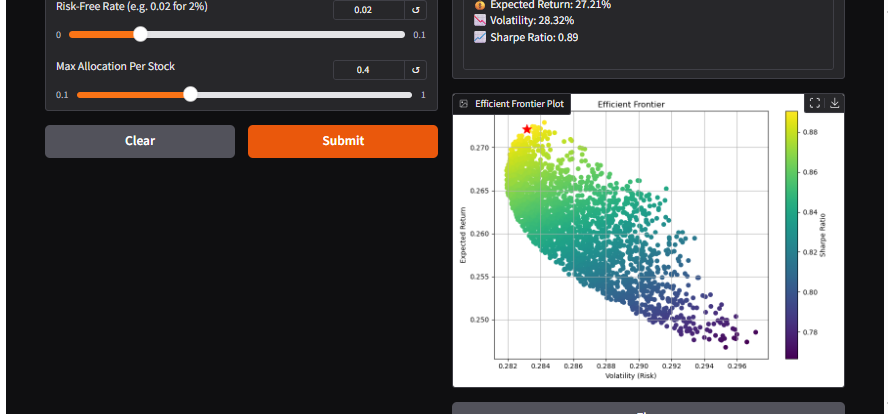 Risk-Free Rate (e.g. 0.02 for 2%)
0.02
↺
0
0.1
Max Allocation Per Stock
0.4
↺
0.1
1
Clear
Submit
💰 Expected Return: 27.21%
📉 Volatility: 28.32%
📈 Sharpe Ratio: 0.89
Efficient Frontier Plot
Efficient Frontier
0.270
0.265
0.260
0.255
0.250
Expected Return
0.282 0.284 0.286 0.288 0.290 0.292 0.294 0.296
Volatility (Risk)
0.88
0.86
0.84
0.82
0.80
0.78
Sharpe Ratio